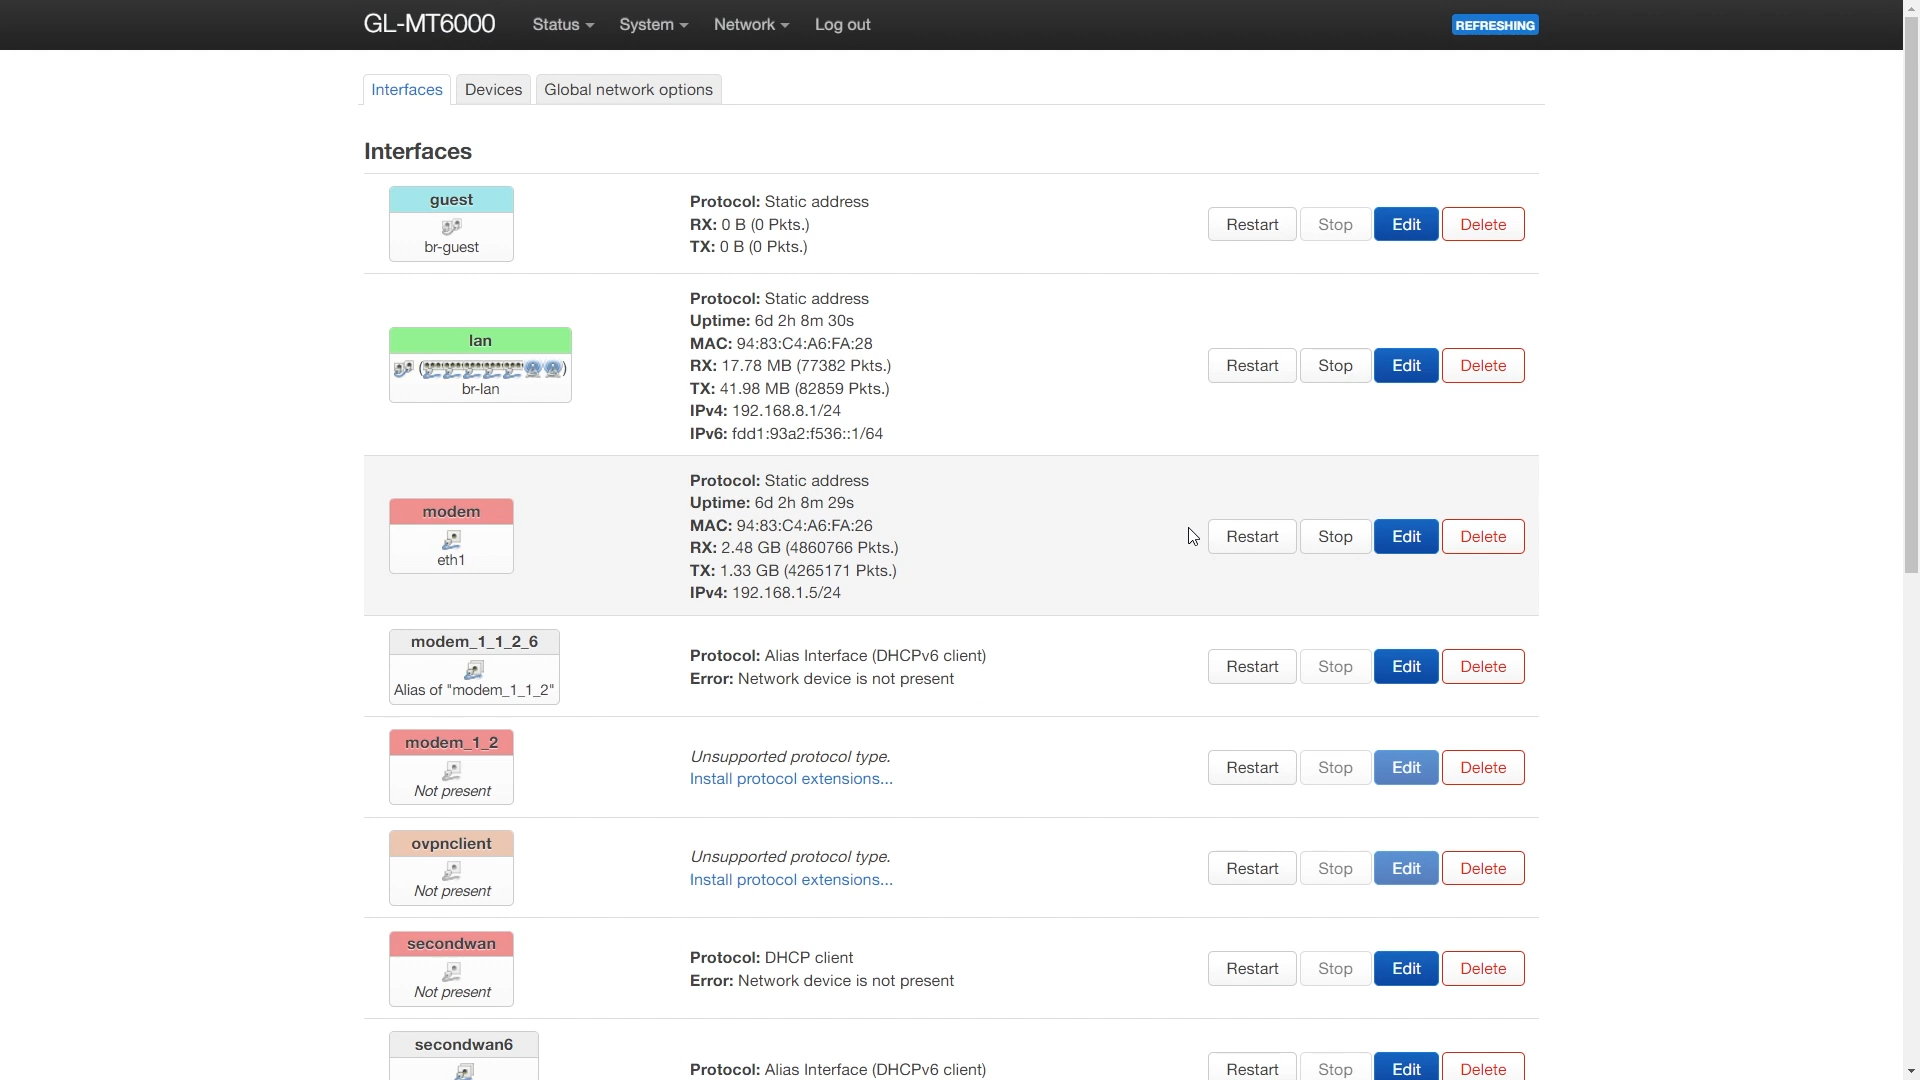 GL-MT6000 Status System Network Log out REFRESHING
Interfaces Devices Global network options
Interfaces
guest
br-guest
Protocol: Static address
RX: 0 B (0 Pkts.)
TX: 0 B (0 Pkts.)
Restart Stop Edit Delete
lan
br-lan
Protocol: Static address
Uptime: 6d 2h 8m 30s
MAC: 94:83:C4:A6:FA:28
RX: 17.78 MB (77382 Pkts.)
TX: 41.98 MB (82859 Pkts.)
IPv4: 192.168.8.1/24
IPv6: fdd1:93a2:f536::1/64
Restart Stop Edit Delete
modem
eth1
Protocol: Static address
Uptime: 6d 2h 8m 29s
MAC: 94:83:C4:A6:FA:26
RX: 2.48 GB (4860766 Pkts.)
TX: 1.33 GB (4265171 Pkts.)
IPv4: 192.168.1.5/24
Restart Stop Edit Delete
modem_1_1_2_6
Alias of "modem_1_1_2"
Protocol: Alias Interface (DHCPv6 client)
Error: Network device is not present
Restart Stop Edit Delete
modem_1_2
Not present
Unsupported protocol type.
Install protocol extensions...
Restart Stop Edit Delete
ovpnclient
Not present
Unsupported protocol type.
Install protocol extensions...
Restart Stop Edit Delete
secondwan
Not present
Protocol: DHCP client
Error: Network device is not present
Restart Stop Edit Delete
secondwan6
Protocol: Alias Interface (DHCPv6 client)
Restart Stop Edit Delete